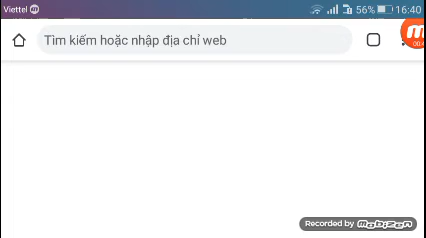 Viettel 56% 16:40
Tìm kiếm hoặc nhập địa chỉ web
Recorded by mobizen